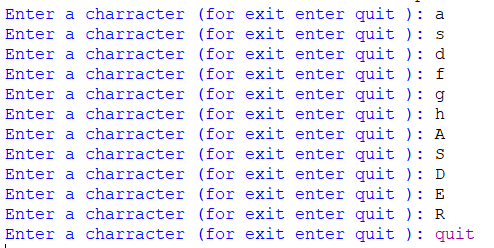 Enter a charracter (for exit enter quit ): a
Enter a charracter (for exit enter quit ): s
Enter a charracter (for exit enter quit ): d
Enter a charracter (for exit enter quit ): f
Enter a charracter (for exit enter quit ): g
Enter a charracter (for exit enter quit ): h
Enter a charracter (for exit enter quit ): A
Enter a charracter (for exit enter quit ): S
Enter a charracter (for exit enter quit ): D
Enter a charracter (for exit enter quit ): E
Enter a charracter (for exit enter quit ): R
Enter a charracter (for exit enter quit ): quit